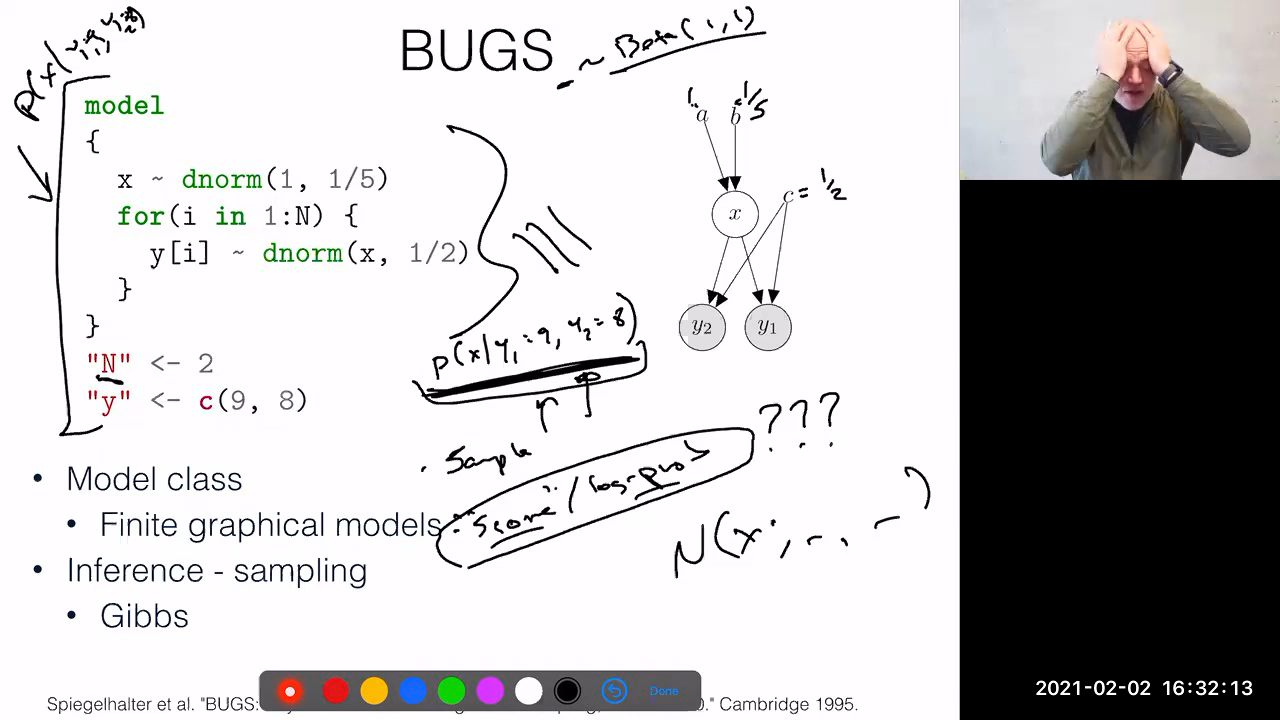 BUGS
~ Beta(1,1)
model
{
x ~ dnorm(1, 1/5)
for(i in 1:N) {
y[i] ~ dnorm(x, 1/2)
}
}
"N" <- 2
"y" <- c(9, 8)
a
b
1/5
x
c = 1/2
y2
y1
p(x|y1=9, y2=8)
• Sample
"Score"/log-prob
???
N(x; -, -)
• Model class
• Finite graphical models
• Inference - sampling
• Gibbs
Done
Spiegelhalter et al. "BUGS:
." Cambridge 1995.
2021-02-02 16:32:13